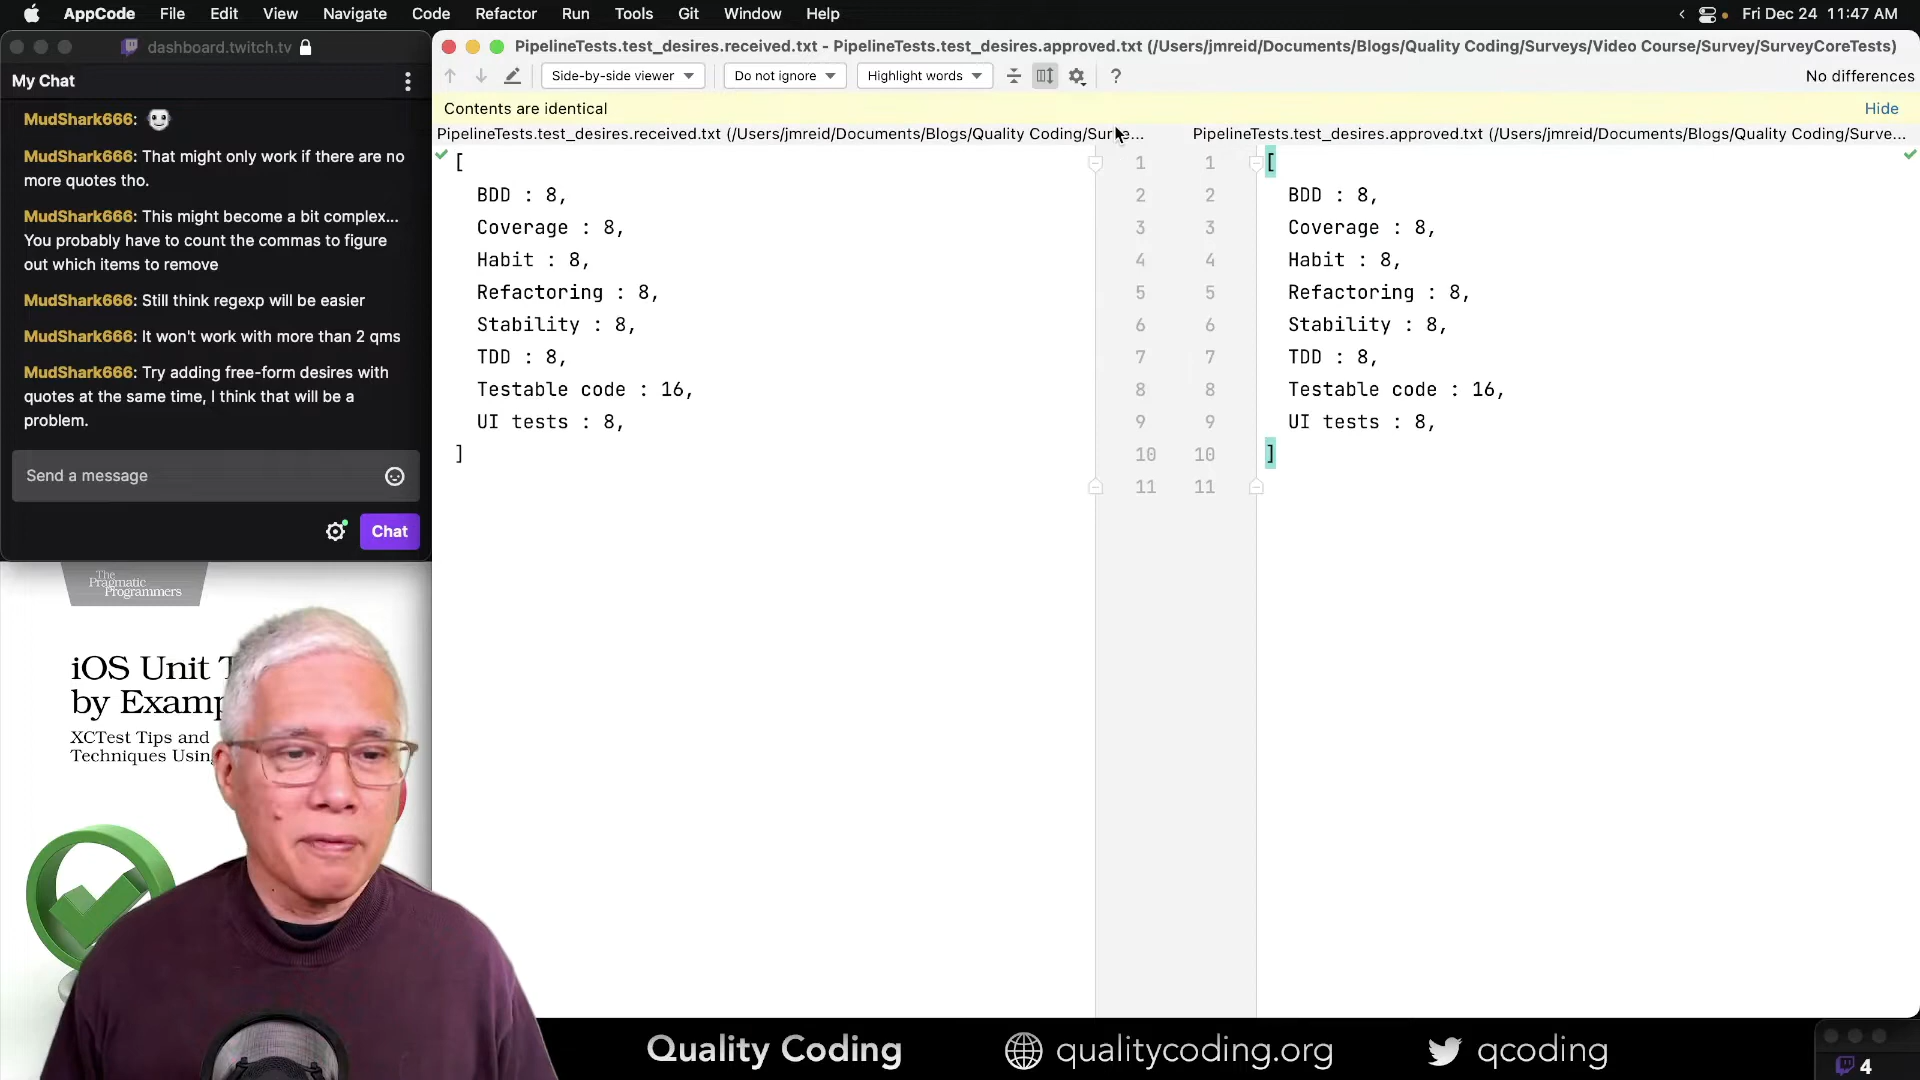 AppCode File Edit View Navigate Code Refactor Run Tools Git Window Help Fri Dec 24 11:47 AM
dashboard.twitch.tv
My Chat
MudShark666:
MudShark666: That might only work if there are no
more quotes tho.
MudShark666: This might become a bit complex...
You probably have to count the commas to figure
out which items to remove
MudShark666: Still think regexp will be easier
MudShark666: It won't work with more than 2 qms
MudShark666: Try adding free-form desires with
quotes at the same time, I think that will be a
problem.
Send a message
Chat
PipelineTests.test_desires.received.txt - PipelineTests.test_desires.approved.txt (/Users/jmreid/Documents/Blogs/Quality Coding/Surveys/Video Course/Survey/SurveyCoreTests)
Side-by-side viewer Do not ignore Highlight words ? No differences
Contents are identical Hide
PipelineTests.test_desires.received.txt (/Users/jmreid/Documents/Blogs/Quality Coding/Surve... PipelineTests.test_desires.approved.txt (/Users/jmreid/Documents/Blogs/Quality Coding/Surve...
[ 1 1 [
BDD : 8, 2 2 BDD : 8,
Coverage : 8, 3 3 Coverage : 8,
Habit : 8, 4 4 Habit : 8,
Refactoring : 8, 5 5 Refactoring : 8,
Stability : 8, 6 6 Stability : 8,
TDD : 8, 7 7 TDD : 8,
Testable code : 16, 8 8 Testable code : 16,
UI tests : 8, 9 9 UI tests : 8,
] 10 10 ]
11 11
The
Pragmatic
Programmers
iOS Unit T
by Examp
XCTest Tips and
Techniques Using
Quality Coding qualitycoding.org qcoding
4